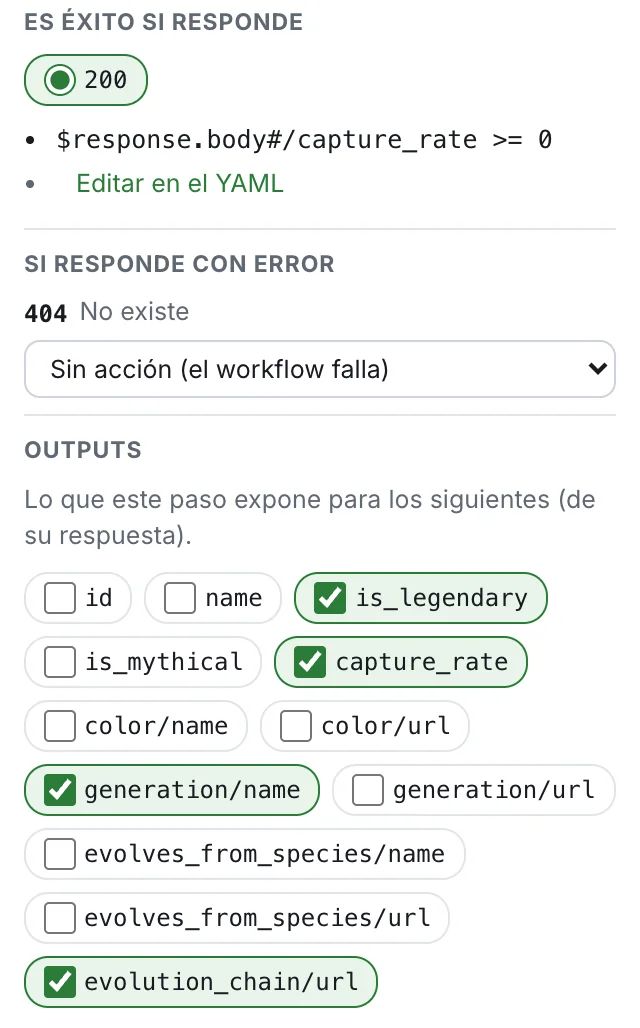 ES ÉXITO SI RESPONDE
200
• $response.body#/capture_rate >= 0
• Editar en el YAML
SI RESPONDE CON ERROR
404 No existe
Sin acción (el workflow falla)
OUTPUTS
Lo que este paso expone para los siguientes (de
su respuesta).
id name is_legendary
is_mythical capture_rate
color/name color/url
generation/name generation/url
evolves_from_species/name
evolves_from_species/url
evolution_chain/url